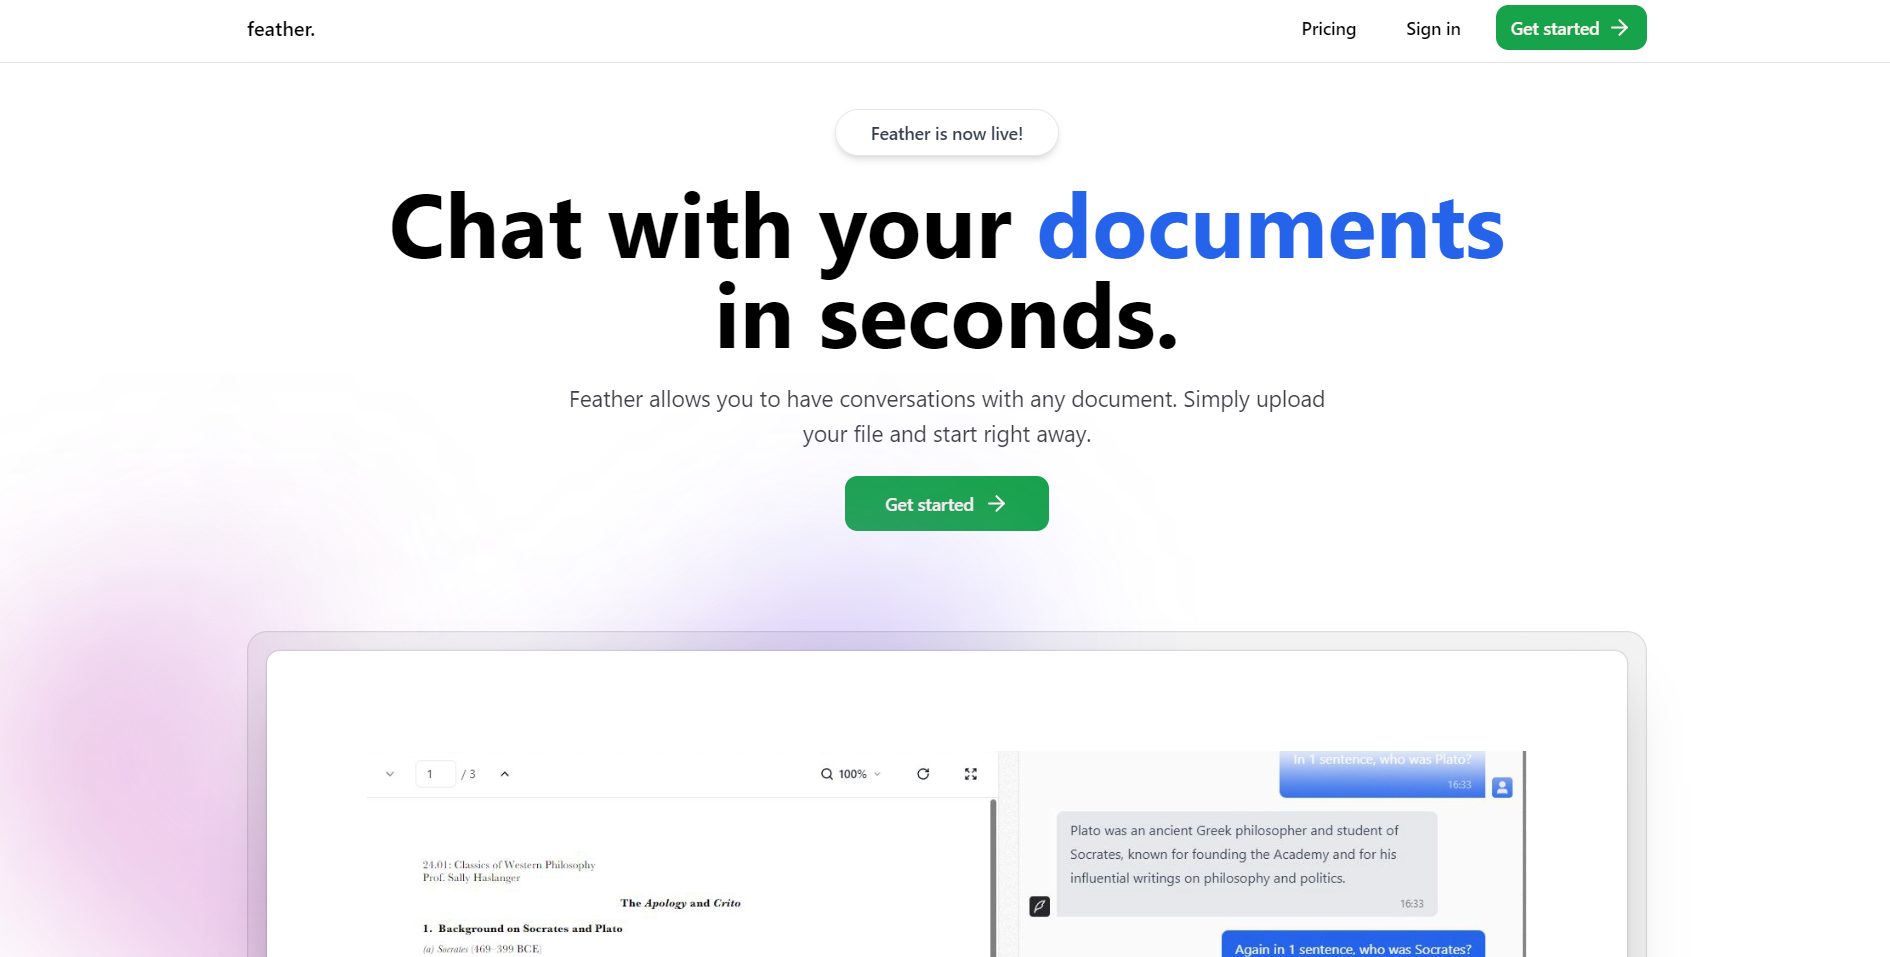 feather.
Pricing
Sign in
Get started
Feather is now live!
Chat with your documents
in seconds.
Feather allows you to have conversations with any document. Simply upload
your file and start right away.
Get started
1 / 3
100%
24.01: Classics of Western Philosophy
Prof. Sally Haslanger
The Apology and Crito
1. Background on Socrates and Plato
(a) Socrates (469–399 BCE)
In 1 sentence, who was Plato?
16:33
Plato was an ancient Greek philosopher and student of
Socrates, known for founding the Academy and for his
influential writings on philosophy and politics.
16:33
Again in 1 sentence, who was Socrates?